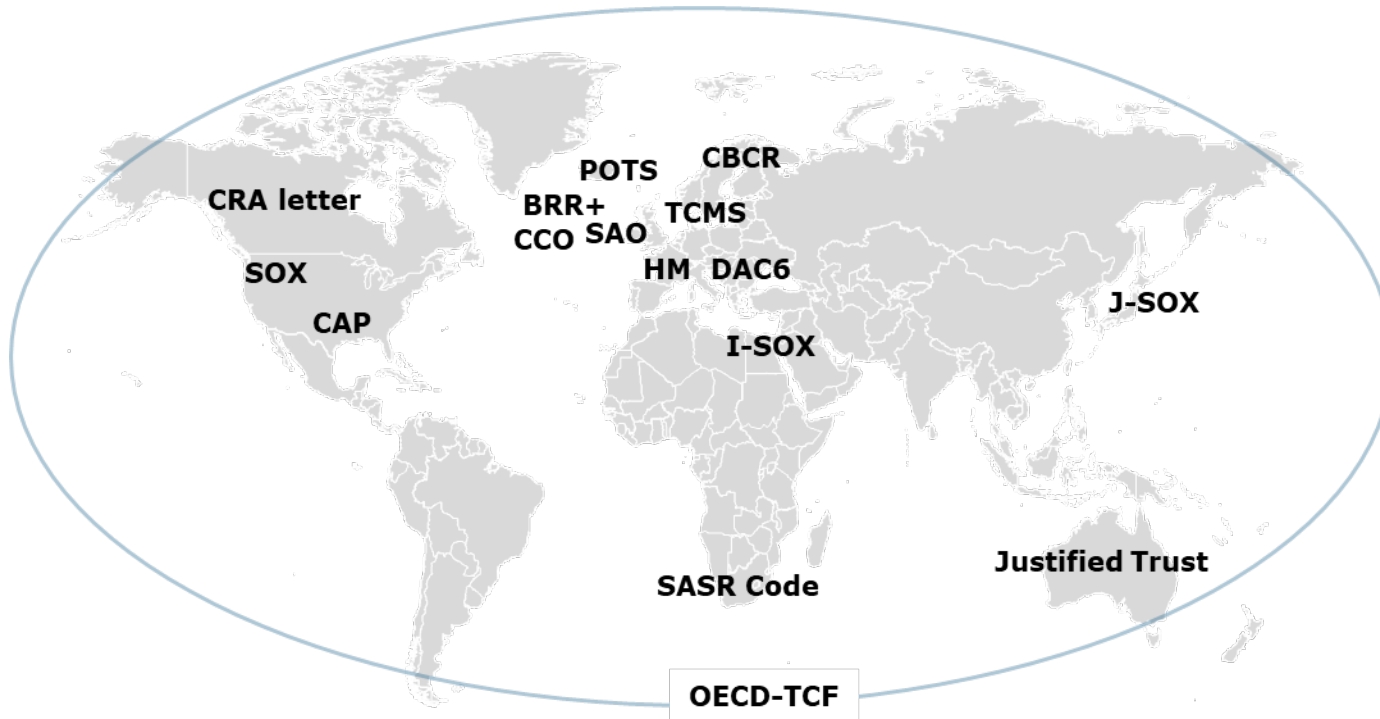 CBCR
POTS
CRA letter
BRR+
TCMS
CCO
SAO
HM
DAC6
SOX
J-SOX
CAP
I-SOX
Justified Trust
SASR Code
OECD-TCF